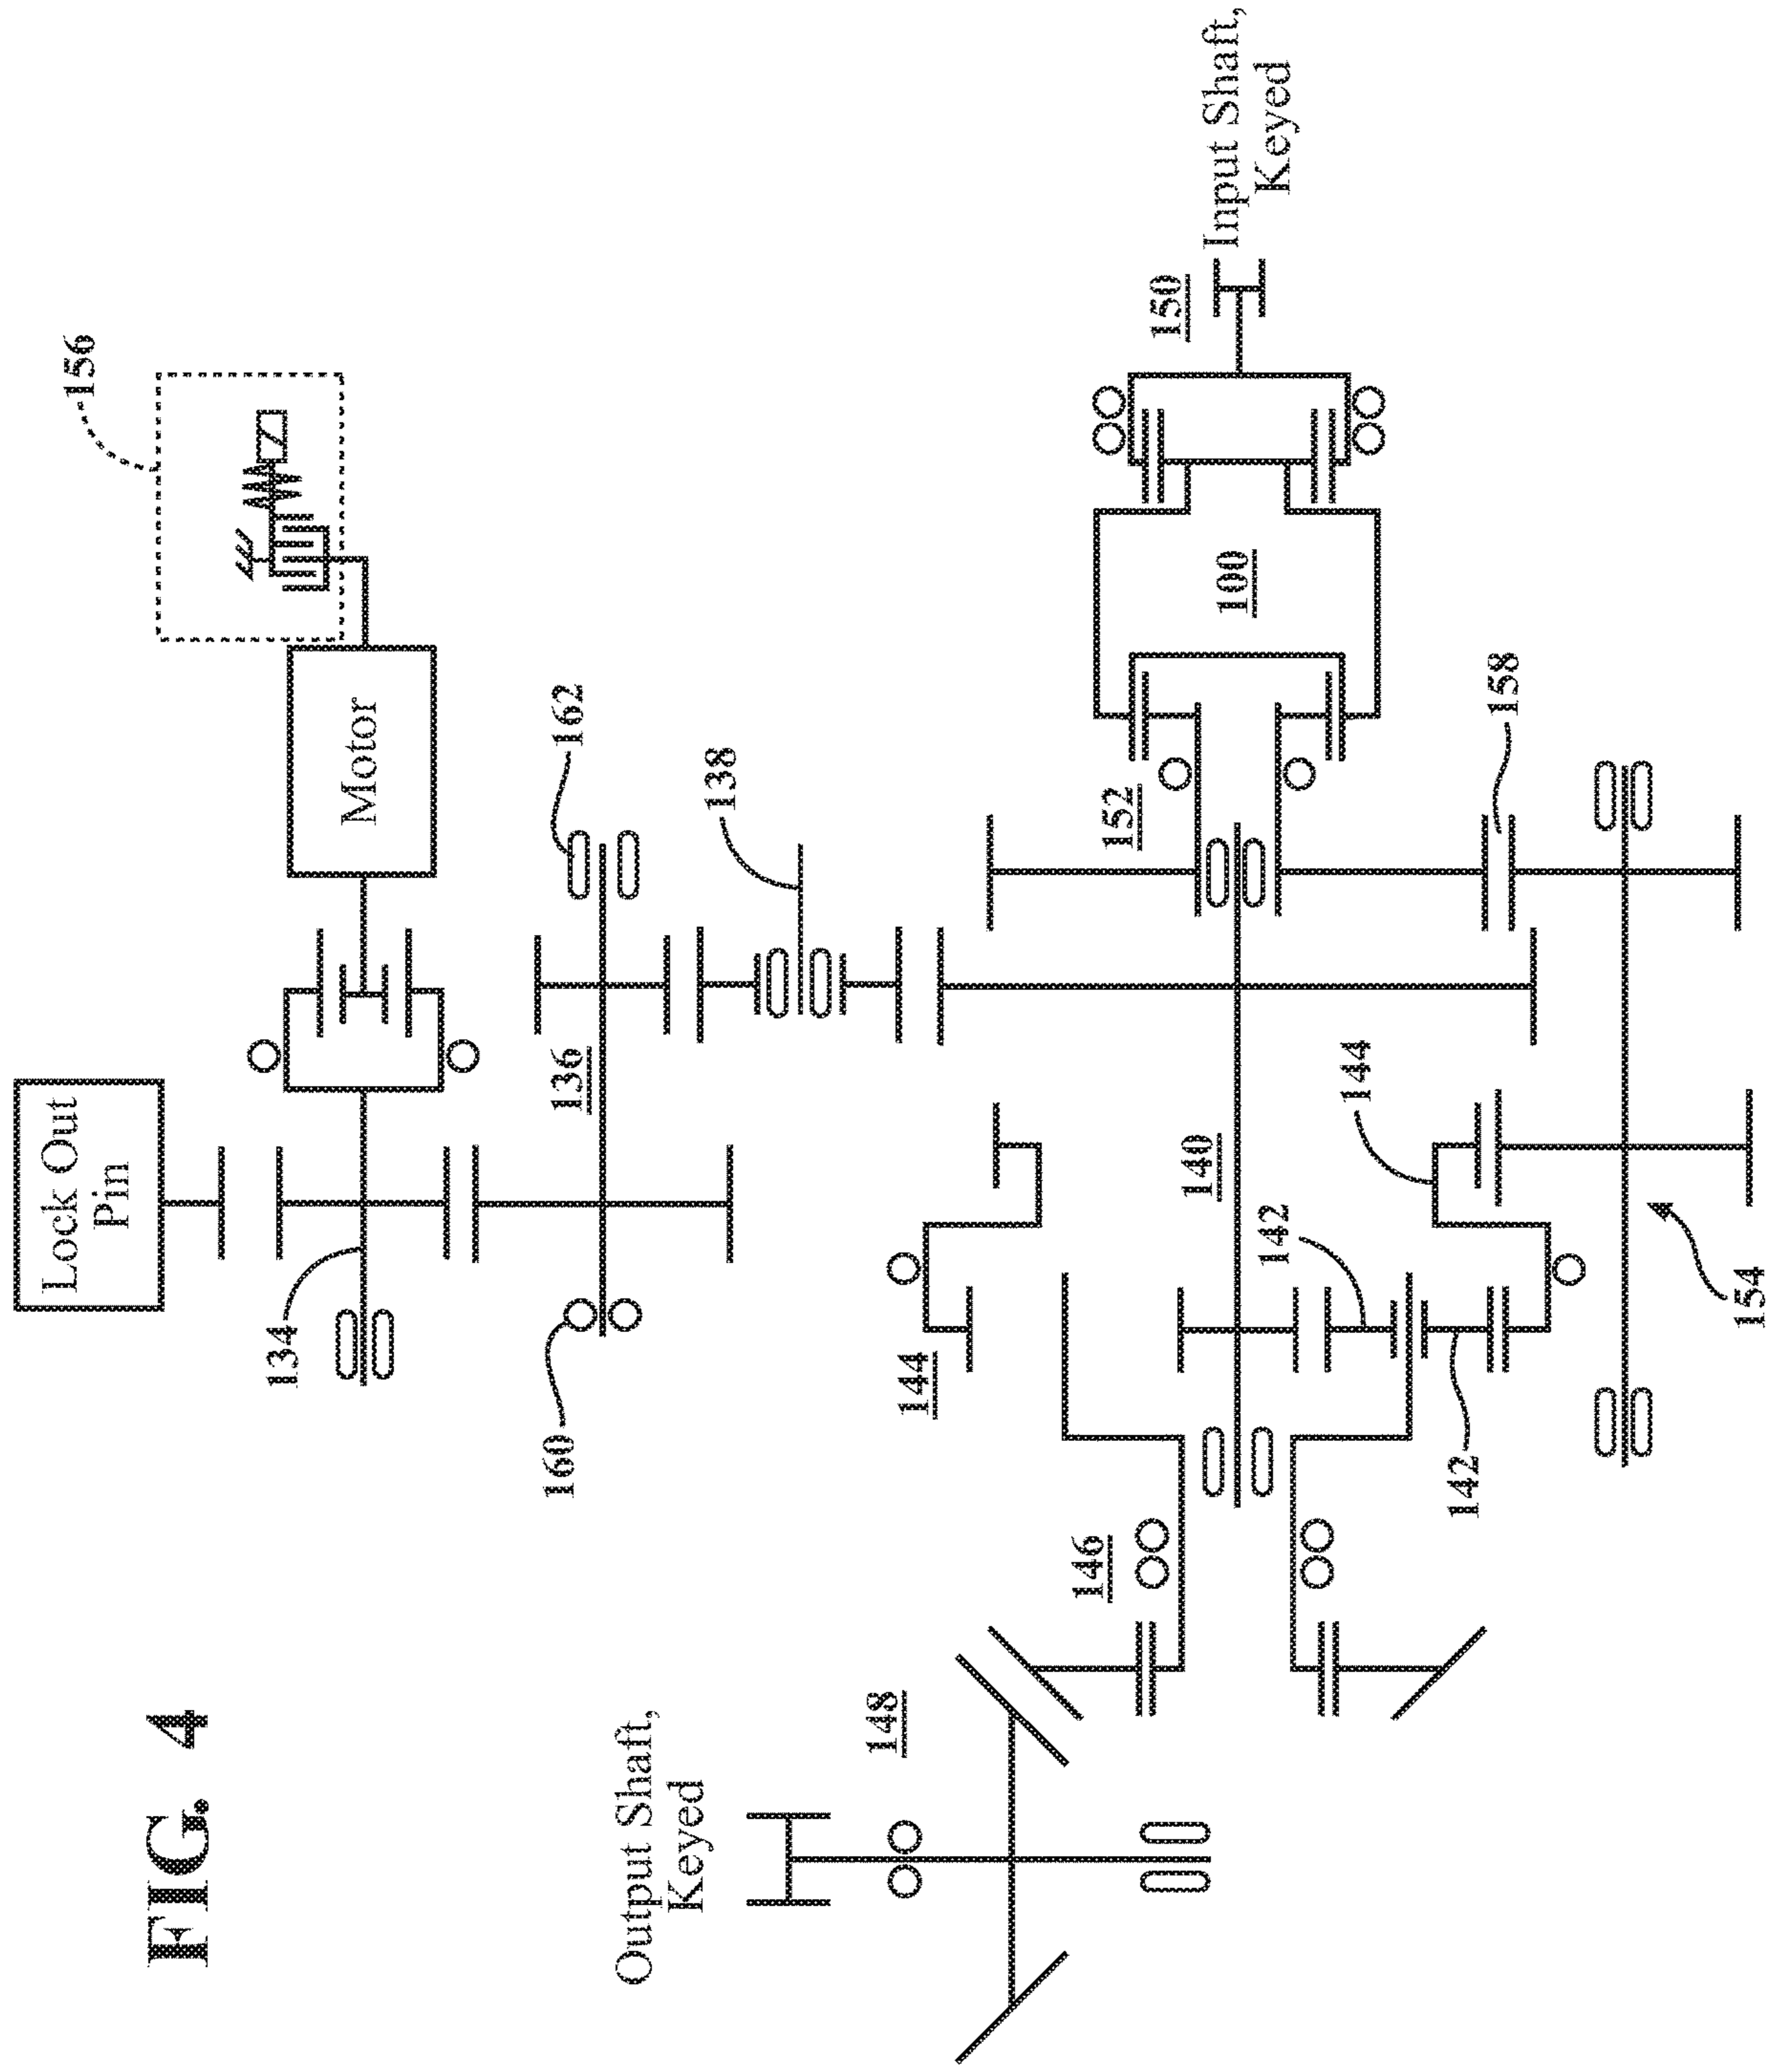 FIG. 4
Lock Out
Pin
134
160
136
Motor
162
138
156
Output Shaft,
Keyed
148
146
144
142
142
140
144
154
152
158
100
150
Input Shaft,
Keyed